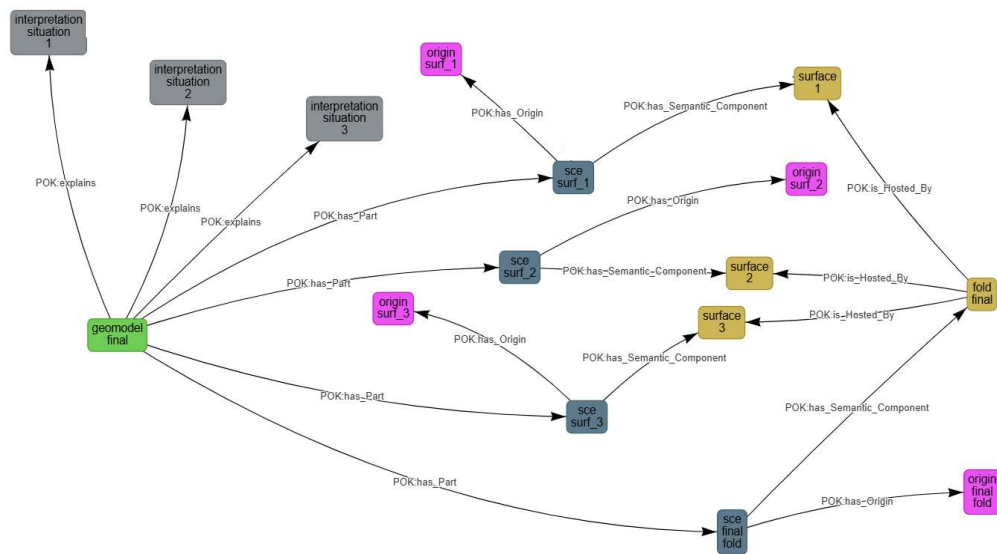 interpretation
situation
1
interpretation
situation
2
interpretation
situation
3
origin
surf_1
surface
1
POK:has_Semantic_Component
POK:has_Origin
sce
surf_1
origin
surf_2
POK:explains
POK:explains
POK:explains
POK:has_Part
POK:has_Origin
POK:is_Hosted_By
sce
surf_2
POK:has_Semantic_Component
surface
2
POK:is_Hosted_By
fold
final
POK:has_Part
origin
surf_3
surface
3
POK:is_Hosted_By
geomodel
final
POK:has_Origin
POK:has_Semantic_Component
POK:has_Part
sce
surf_3
POK:has_Semantic_Component
POK:has_Part
origin
final
fold
POK:has_Origin
sce
final
fold